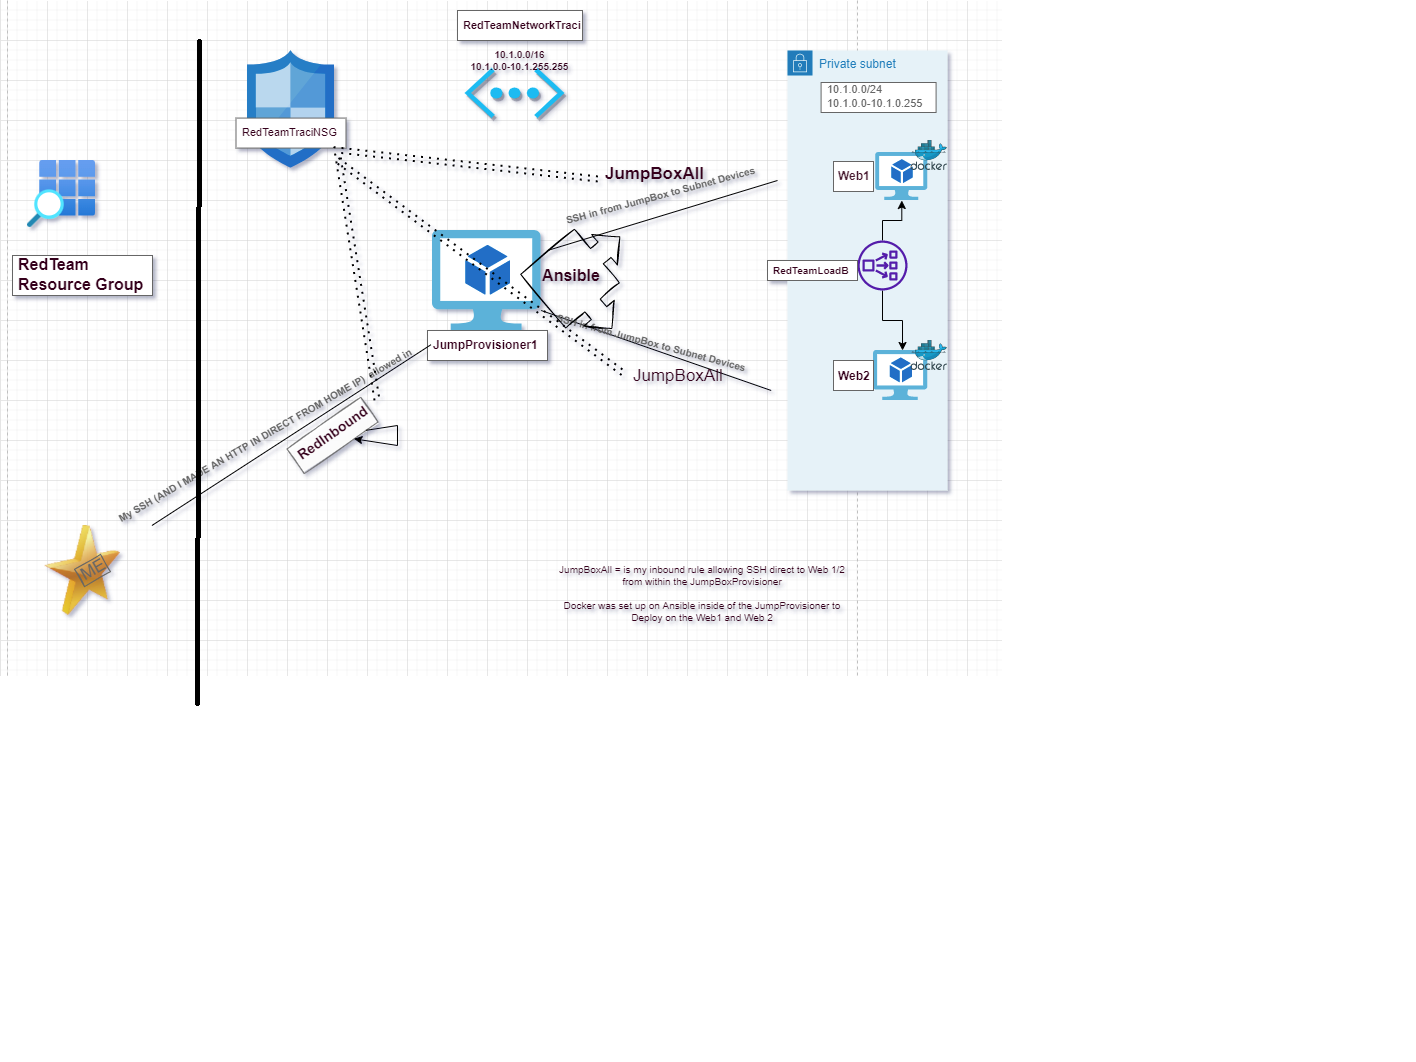 RedTeamNetworkTraci
10.1.0.0/16
10.1.0.0-10.1.255.255
Private subnet
10.1.0.0/24
10.1.0.0-10.1.0.255
RedTeamTraciNSG
docker
Web1
JumpBoxAll
SSH in from JumpBox to Subnet Devices
RedTeam
Resource Group
Ansible
RedTeamLoadB
SSH in from JumpBox to Subnet Devices
JumpProvisioner1
docker
Web2
JumpBoxAll
My SSH (AND I MADE AN HTTP IN DIRECT FROM HOME IP) allowed in
RedInbound
ME
JumpBoxAll = is my inbound rule allowing SSH direct to Web 1/2
from within the JumpBoxProvisioner
Docker was set up on Ansible inside of the JumpProvisioner to
Deploy on the Web1 and Web 2